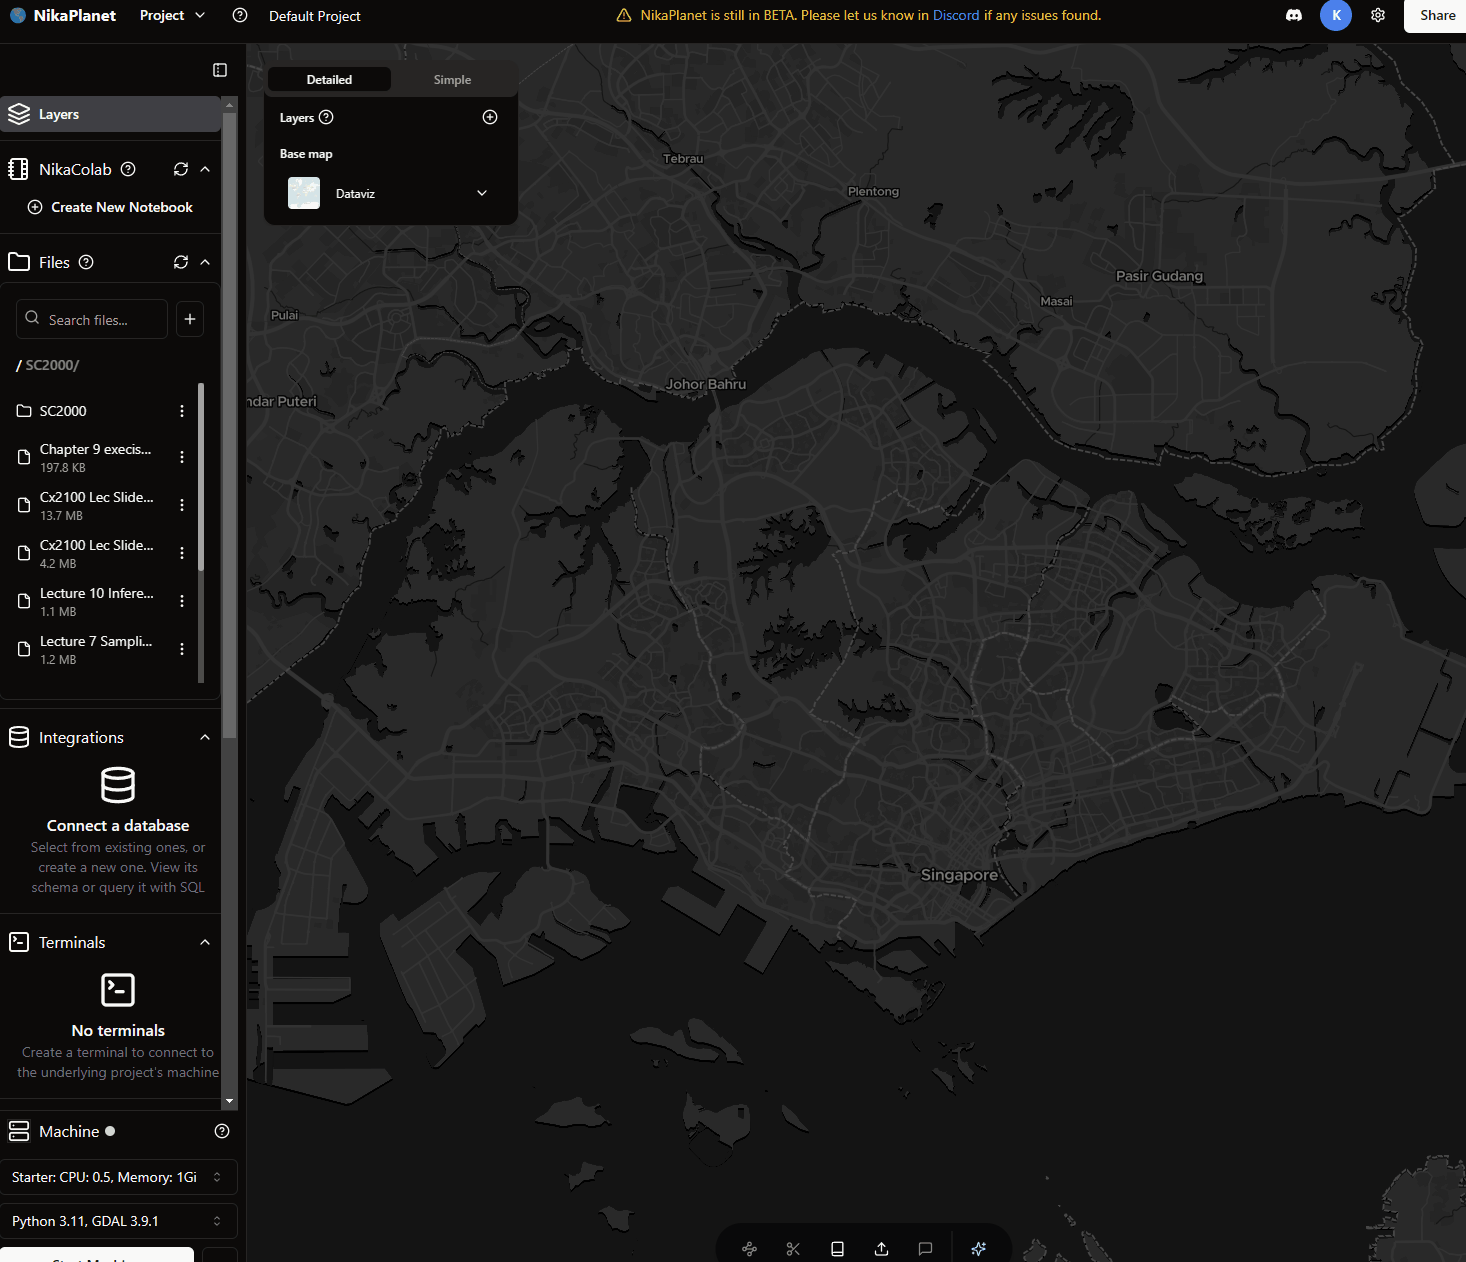 NikaPlanet
Project
Default Project
NikaPlanet is still in BETA. Please let us know in Discord if any issues found.
K
Share
Layers
NikaColab
Create New Notebook
Files
Search files...
/ SC2000/
SC2000
Chapter 9 execis...
197.8 KB
Cx2100 Lec Slide...
13.7 MB
Cx2100 Lec Slide...
4.2 MB
Lecture 10 Infere...
1.1 MB
Lecture 7 Sampli...
1.2 MB
Integrations
Connect a database
Select from existing ones, or
create a new one. View its
schema or query it with SQL
Terminals
No terminals
Create a terminal to connect to
the underlying project's machine
Machine
Starter: CPU: 0.5, Memory: 1Gi
Python 3.11, GDAL 3.9.1
Detailed
Simple
Layers
Base map
Dataviz
Tebrau
Plentong
Pasir Gudang
Masai
Pulai
Johor Bahru
ndar Puteri
Singapore